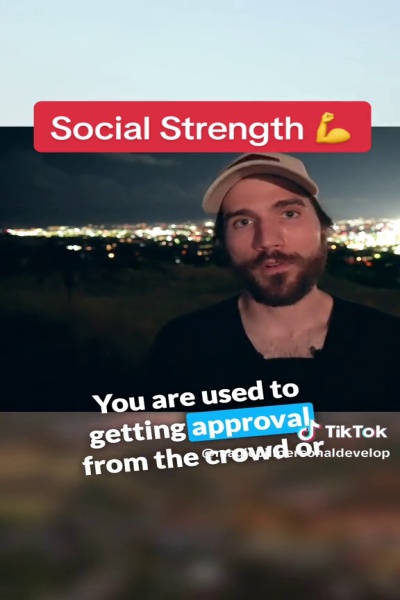 Social Strength 💪
You are used to
getting approval
from the crowd or
TikTok